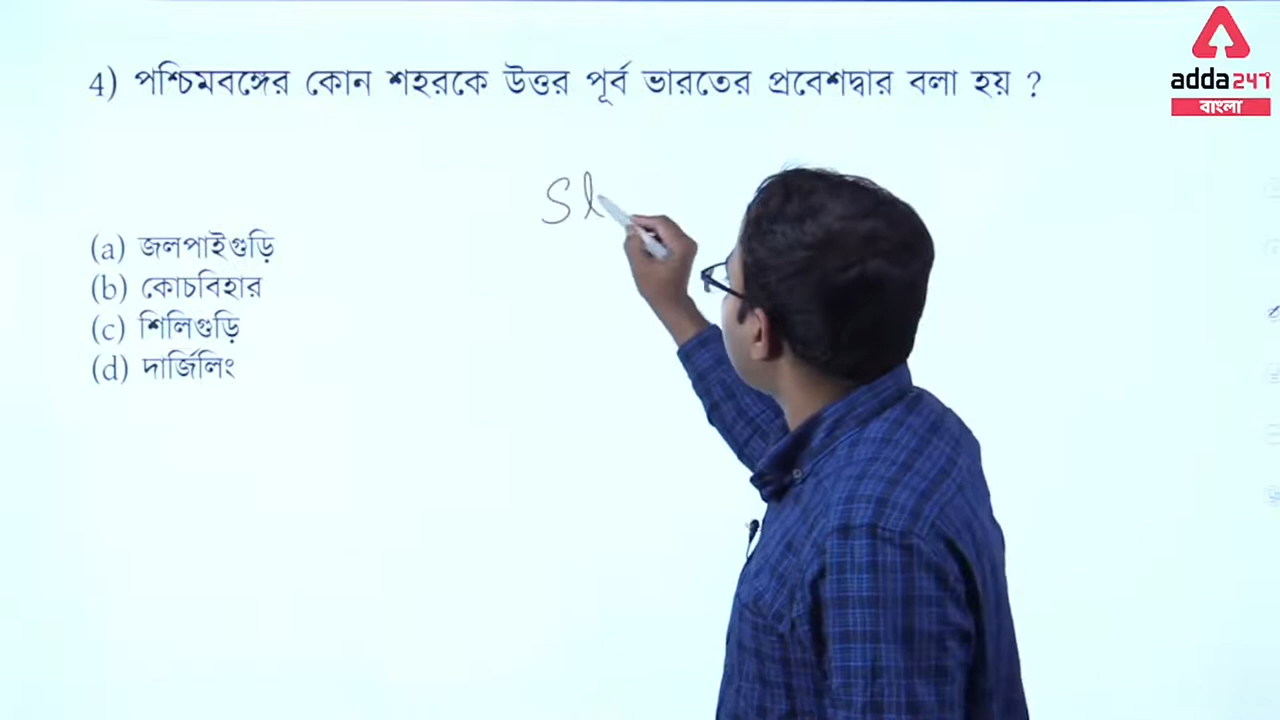 4) পশ্চিমবঙ্গের কোন শহরকে উত্তর পূর্ব ভারতের প্রবেশদ্বার বলা হয় ?
adda247
বাংলা
Sl
(a) জলপাইগুড়ি
(b) কোচবিহার
(c) শিলিগুড়ি
(d) দার্জিলিং